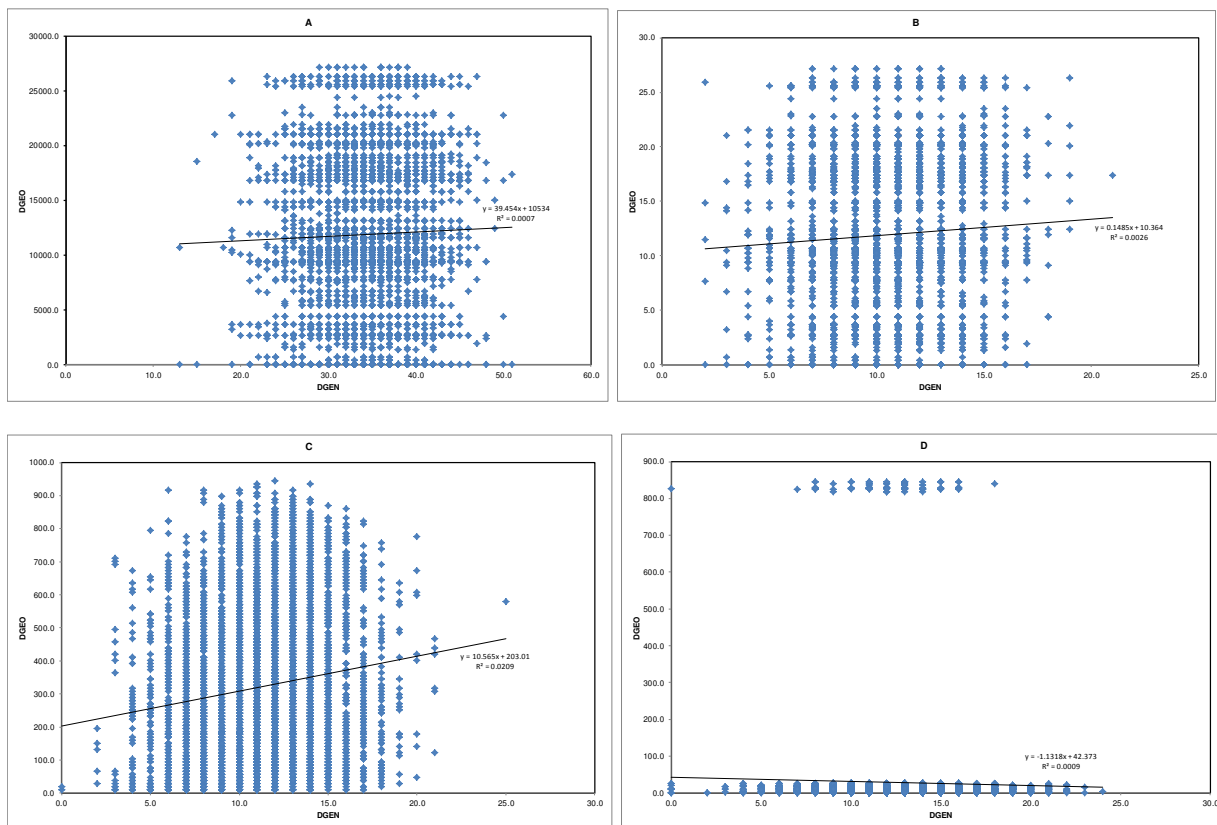 A
30000.0
25000.0
20000.0
15000.0
10000.0
5000.0
0.0
DGEO
y = 39.454x + 10534
R² = 0.0007
0.0 10.0 20.0 30.0 40.0 50.0 60.0
DGEN
B
30.0
25.0
20.0
15.0
10.0
5.0
0.0
DGEO
y = 0.1485x + 10.364
R² = 0.0026
0.0 5.0 10.0 15.0 20.0 25.0
DGEN
C
1000.0
900.0
800.0
700.0
600.0
500.0
400.0
300.0
200.0
100.0
0.0
DGEO
y = 10.565x + 203.01
R² = 0.0209
0.0 5.0 10.0 15.0 20.0 25.0 30.0
DGEN
D
900.0
800.0
700.0
600.0
500.0
400.0
300.0
200.0
100.0
0.0
DGEO
y = -1.1318x + 42.373
R² = 0.0009
0.0 5.0 10.0 15.0 20.0 25.0 30.0
DGEN